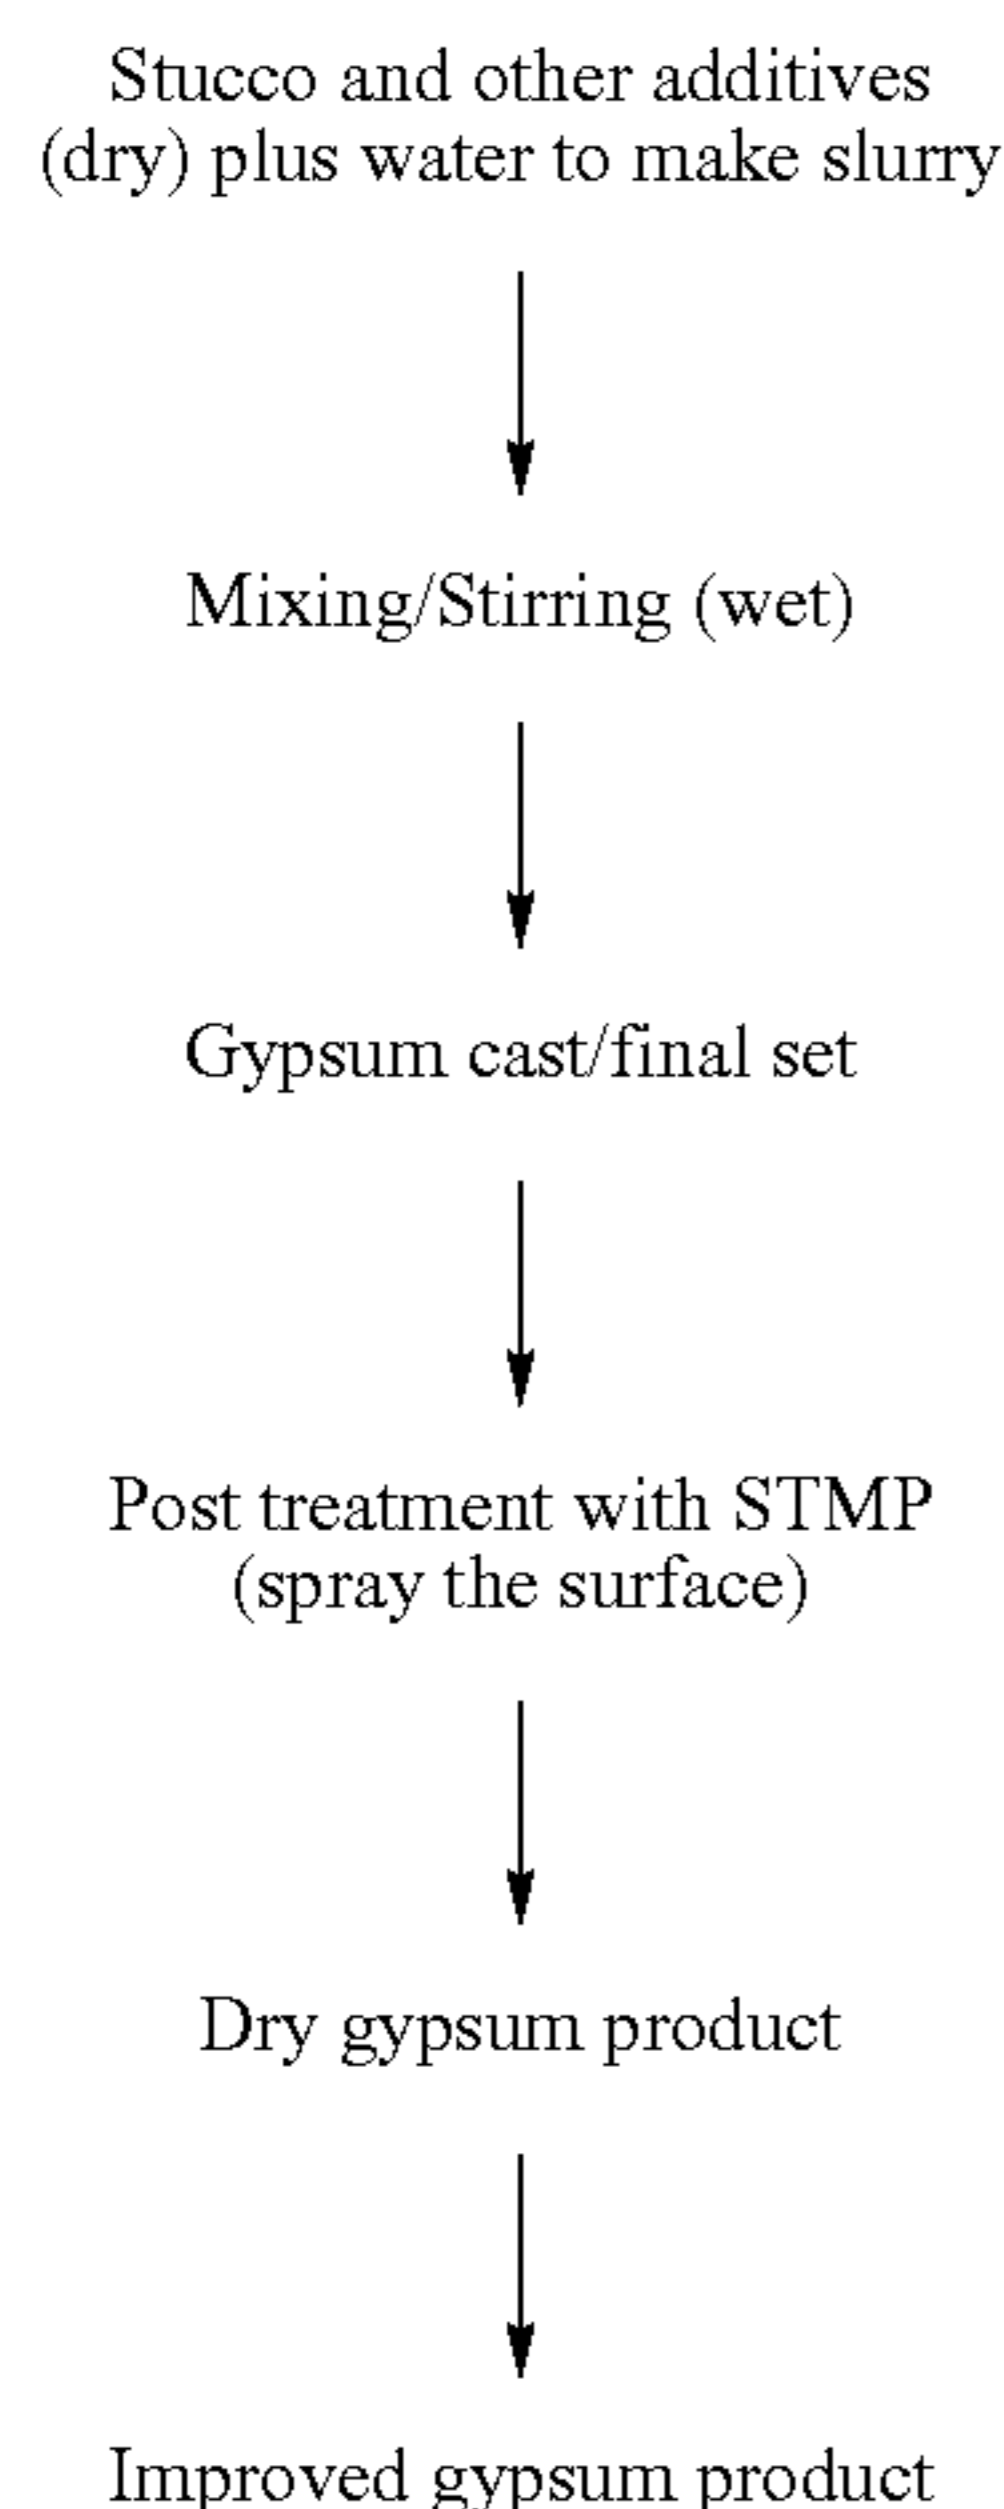 Stucco and other additives
(dry) plus water to make slurry
Mixing/Stirring (wet)
Gypsum cast/final set
Post treatment with STMP
(spray the surface)
Dry gypsum product
Improved gypsum product